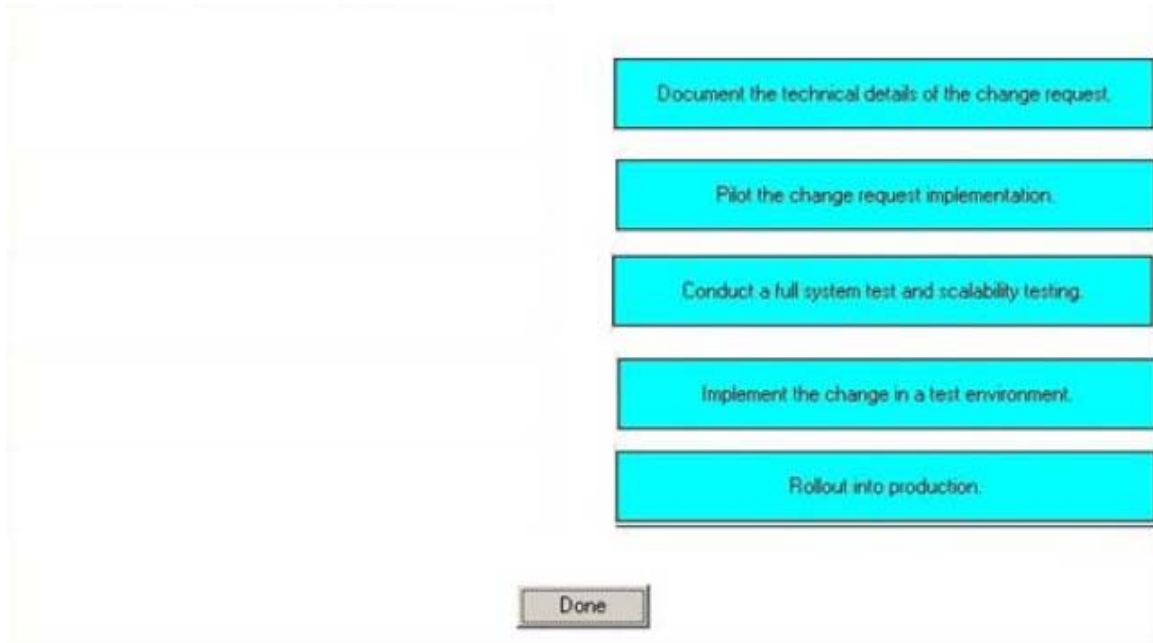 Document the technical details of the change request.
Pilot the change request implementation.
Conduct a full system test and scalability testing.
Implement the change in a test environment.
Rollout into production.
Done